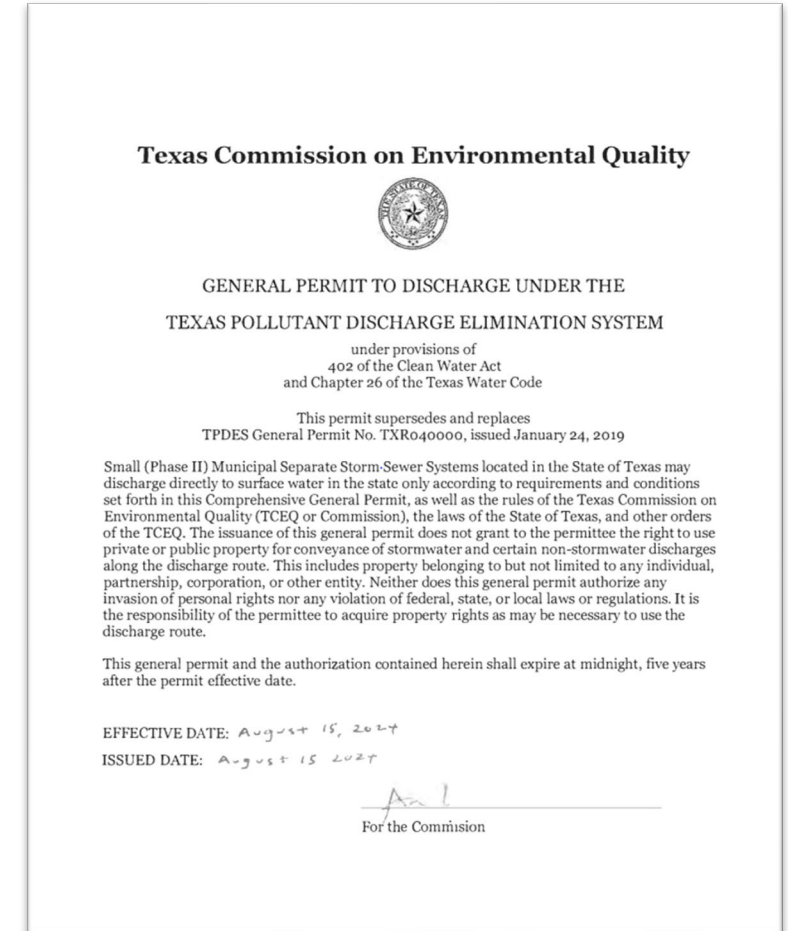 Texas Commission on Environmental Quality
THE STATE OF TEXAS
GENERAL PERMIT TO DISCHARGE UNDER THE
TEXAS POLLUTANT DISCHARGE ELIMINATION SYSTEM
under provisions of
402 of the Clean Water Act
and Chapter 26 of the Texas Water Code
This permit supersedes and replaces
TPDES General Permit No. TXR040000, issued January 24, 2019
Small (Phase II) Municipal Separate Storm Sewer Systems located in the State of Texas may
discharge directly to surface water in the state only according to requirements and conditions
set forth in this Comprehensive General Permit, as well as the rules of the Texas Commission on
Environmental Quality (TCEQ or Commission), the laws of the State of Texas, and other orders
of the TCEQ. The issuance of this general permit does not grant to the permittee the right to use
private or public property for conveyance of stormwater and certain non-stormwater discharges
along the discharge route. This includes property belonging to but not limited to any individual,
partnership, corporation, or other entity. Neither does this general permit authorize any
invasion of personal rights nor any violation of federal, state, or local laws or regulations. It is
the responsibility of the permittee to acquire property rights as may be necessary to use the
discharge route.
This general permit and the authorization contained herein shall expire at midnight, five years
after the permit effective date.
EFFECTIVE DATE: August 15, 2024
ISSUED DATE: August 15 2024
For the Commission